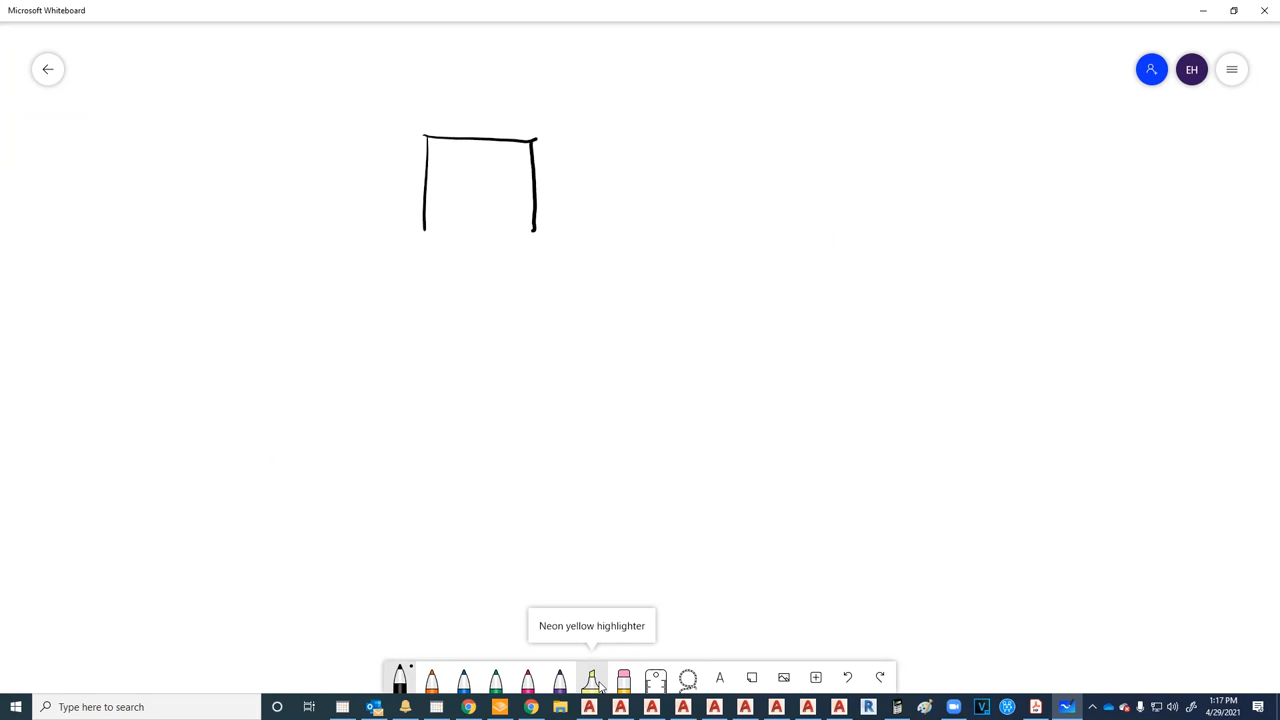 Microsoft Whiteboard
EH
Neon yellow highlighter
A
Type here to search
1:17 PM
4/29/2021